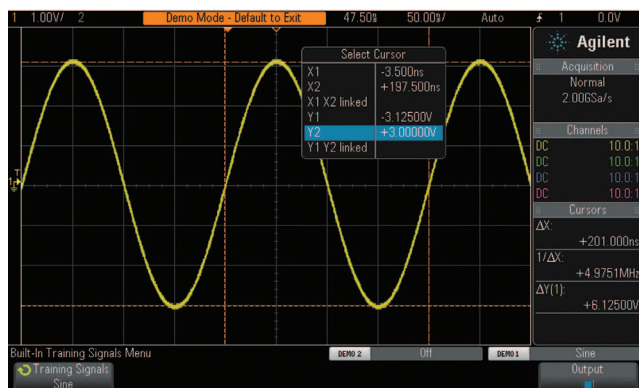 1 1.00V/ 2 Demo Mode - Default to Exit 47.50s 50.00s/ Auto 1 0.0V
Select Cursor
X1 -3.500ns
X2 +197.500ns
X1 X2 linked
Y1 -3.12500V
Y2 +3.00000V
Y1 Y2 linked
Agilent
Acquisition
Normal
2.00GSa/s
Channels
DC 10.0:1
DC 10.0:1
DC 10.0:1
DC 10.0:1
Cursors
ΔX:
+201.000ns
1/ΔX:
+4.9751MHz
ΔY(1):
+6.12500V
T
1
Built-In Training Signals Menu
DEMO 2 Off DEMO 1 Sine
Training Signals
Sine
Output